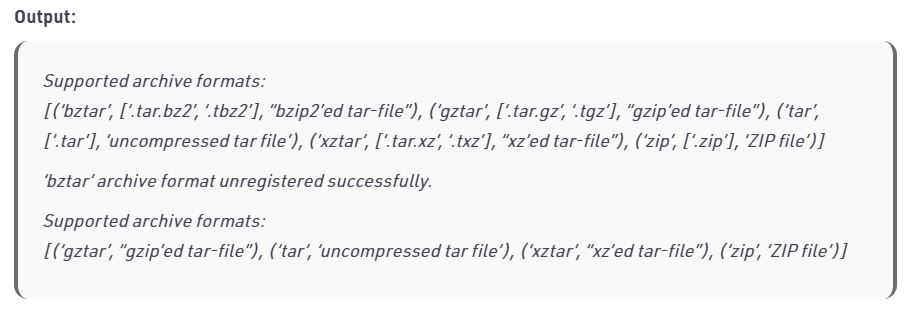 Output:
Supported archive formats:
[(‘bztar’, [‘.tar.bz2’, ‘.tbz2’], “bzip2’ed tar-file”), (‘gztar’, [‘.tar.gz’, ‘.tgz’], “gzip’ed tar-file”), (‘tar’,
[‘.tar’], ‘uncompressed tar file’), (‘xztar’, [‘.tar.xz’, ‘.txz’], “xz’ed tar-file”), (‘zip’, [‘.zip’], ‘ZIP file’)]
‘bztar’ archive format unregistered successfully.
Supported archive formats:
[(‘gztar’, “gzip’ed tar-file”), (‘tar’, ‘uncompressed tar file’), (‘xztar’, “xz’ed tar-file”), (‘zip’, ‘ZIP file’)]